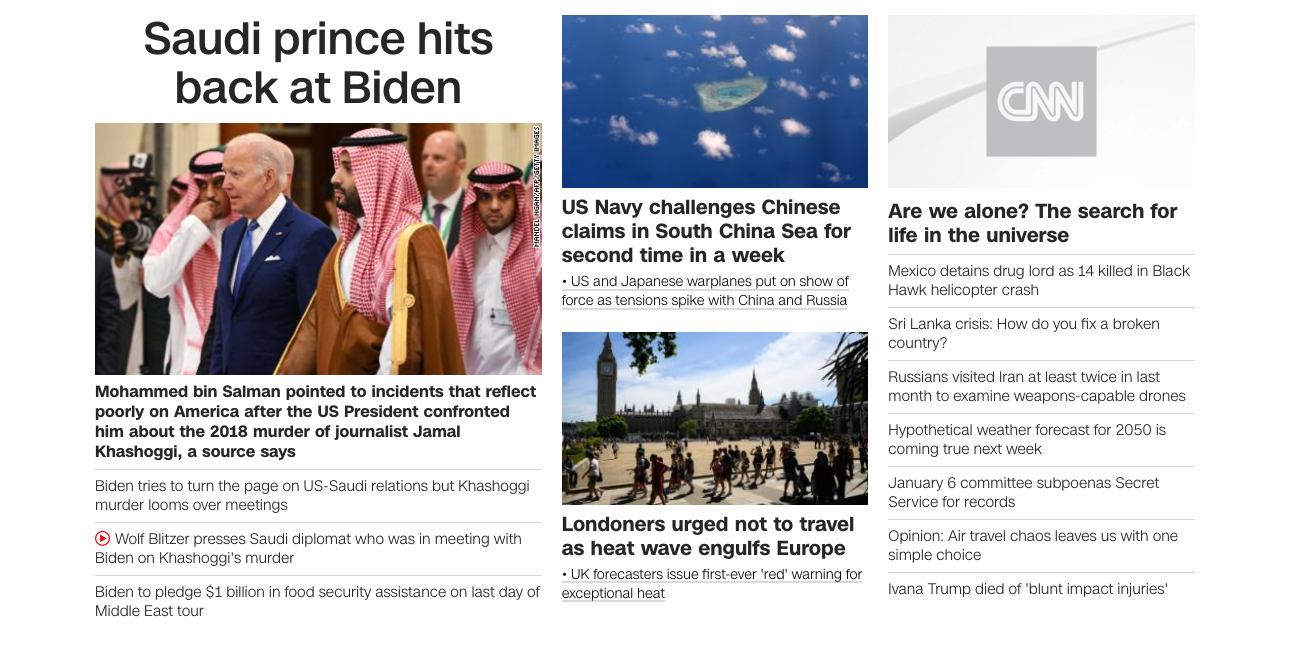 Saudi prince hits
back at Biden
MANDEL NGAN/AFP/GETTY IMAGES
Mohammed bin Salman pointed to incidents that reflect
poorly on America after the US President confronted
him about the 2018 murder of journalist Jamal
Khashoggi, a source says
Biden tries to turn the page on US-Saudi relations but Khashoggi
murder looms over meetings
Wolf Blitzer presses Saudi diplomat who was in meeting with
Biden on Khashoggi's murder
Biden to pledge $1 billion in food security assistance on last day of
Middle East tour
US Navy challenges Chinese
claims in South China Sea for
second time in a week
• US and Japanese warplanes put on show of
force as tensions spike with China and Russia
Londoners urged not to travel
as heat wave engulfs Europe
• UK forecasters issue first-ever 'red' warning for
exceptional heat
CNN
Are we alone? The search for
life in the universe
Mexico detains drug lord as 14 killed in Black
Hawk helicopter crash
Sri Lanka crisis: How do you fix a broken
country?
Russians visited Iran at least twice in last
month to examine weapons-capable drones
Hypothetical weather forecast for 2050 is
coming true next week
January 6 committee subpoenas Secret
Service for records
Opinion: Air travel chaos leaves us with one
simple choice
Ivana Trump died of 'blunt impact injuries'